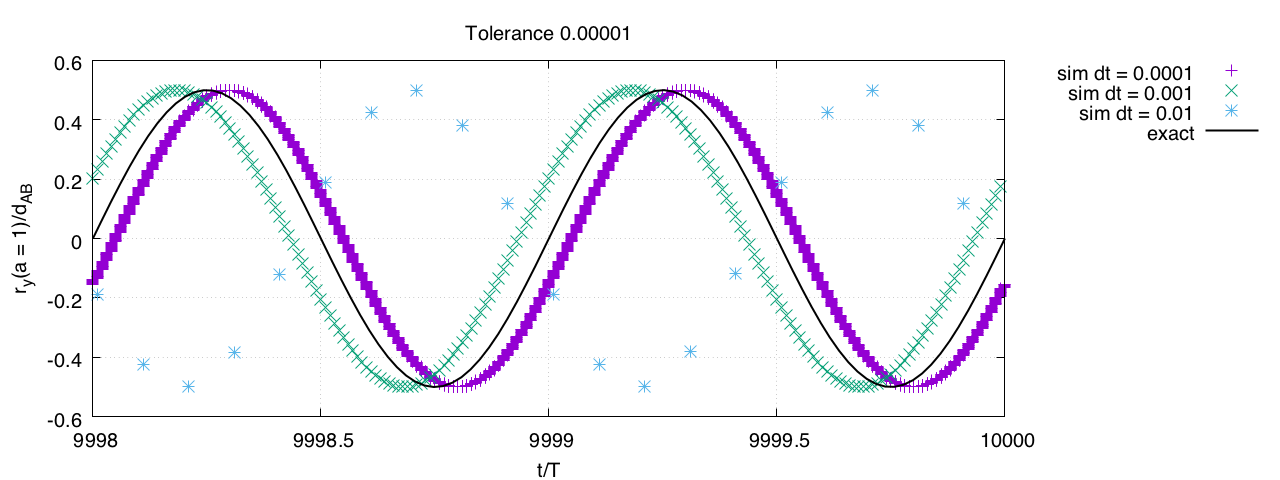 Tolerance 0.00001
0.6
0.4
0.2
0
-0.2
-0.4
-0.6
r_y(a = 1)/d_AB
9998 9998.5 9999 9999.5 10000
t/T
sim dt = 0.0001
sim dt = 0.001
sim dt = 0.01
exact